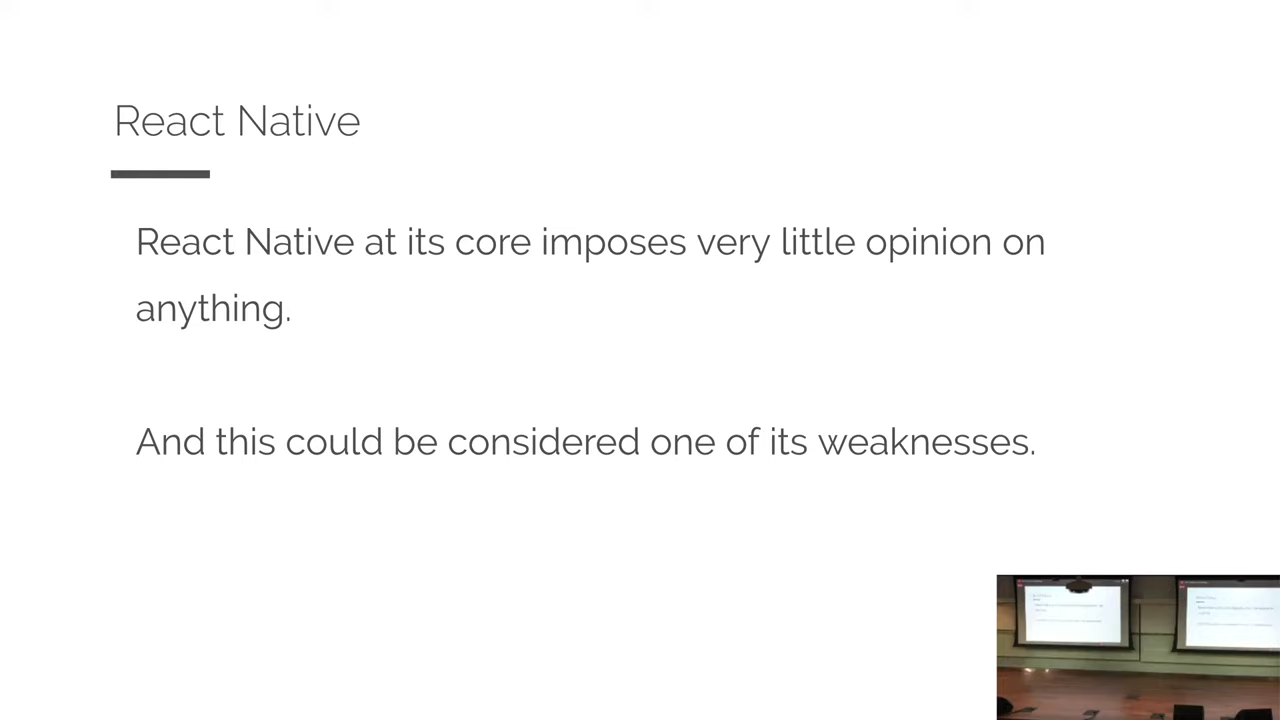 React Native
React Native at its core imposes very little opinion on
anything.
And this could be considered one of its weaknesses.